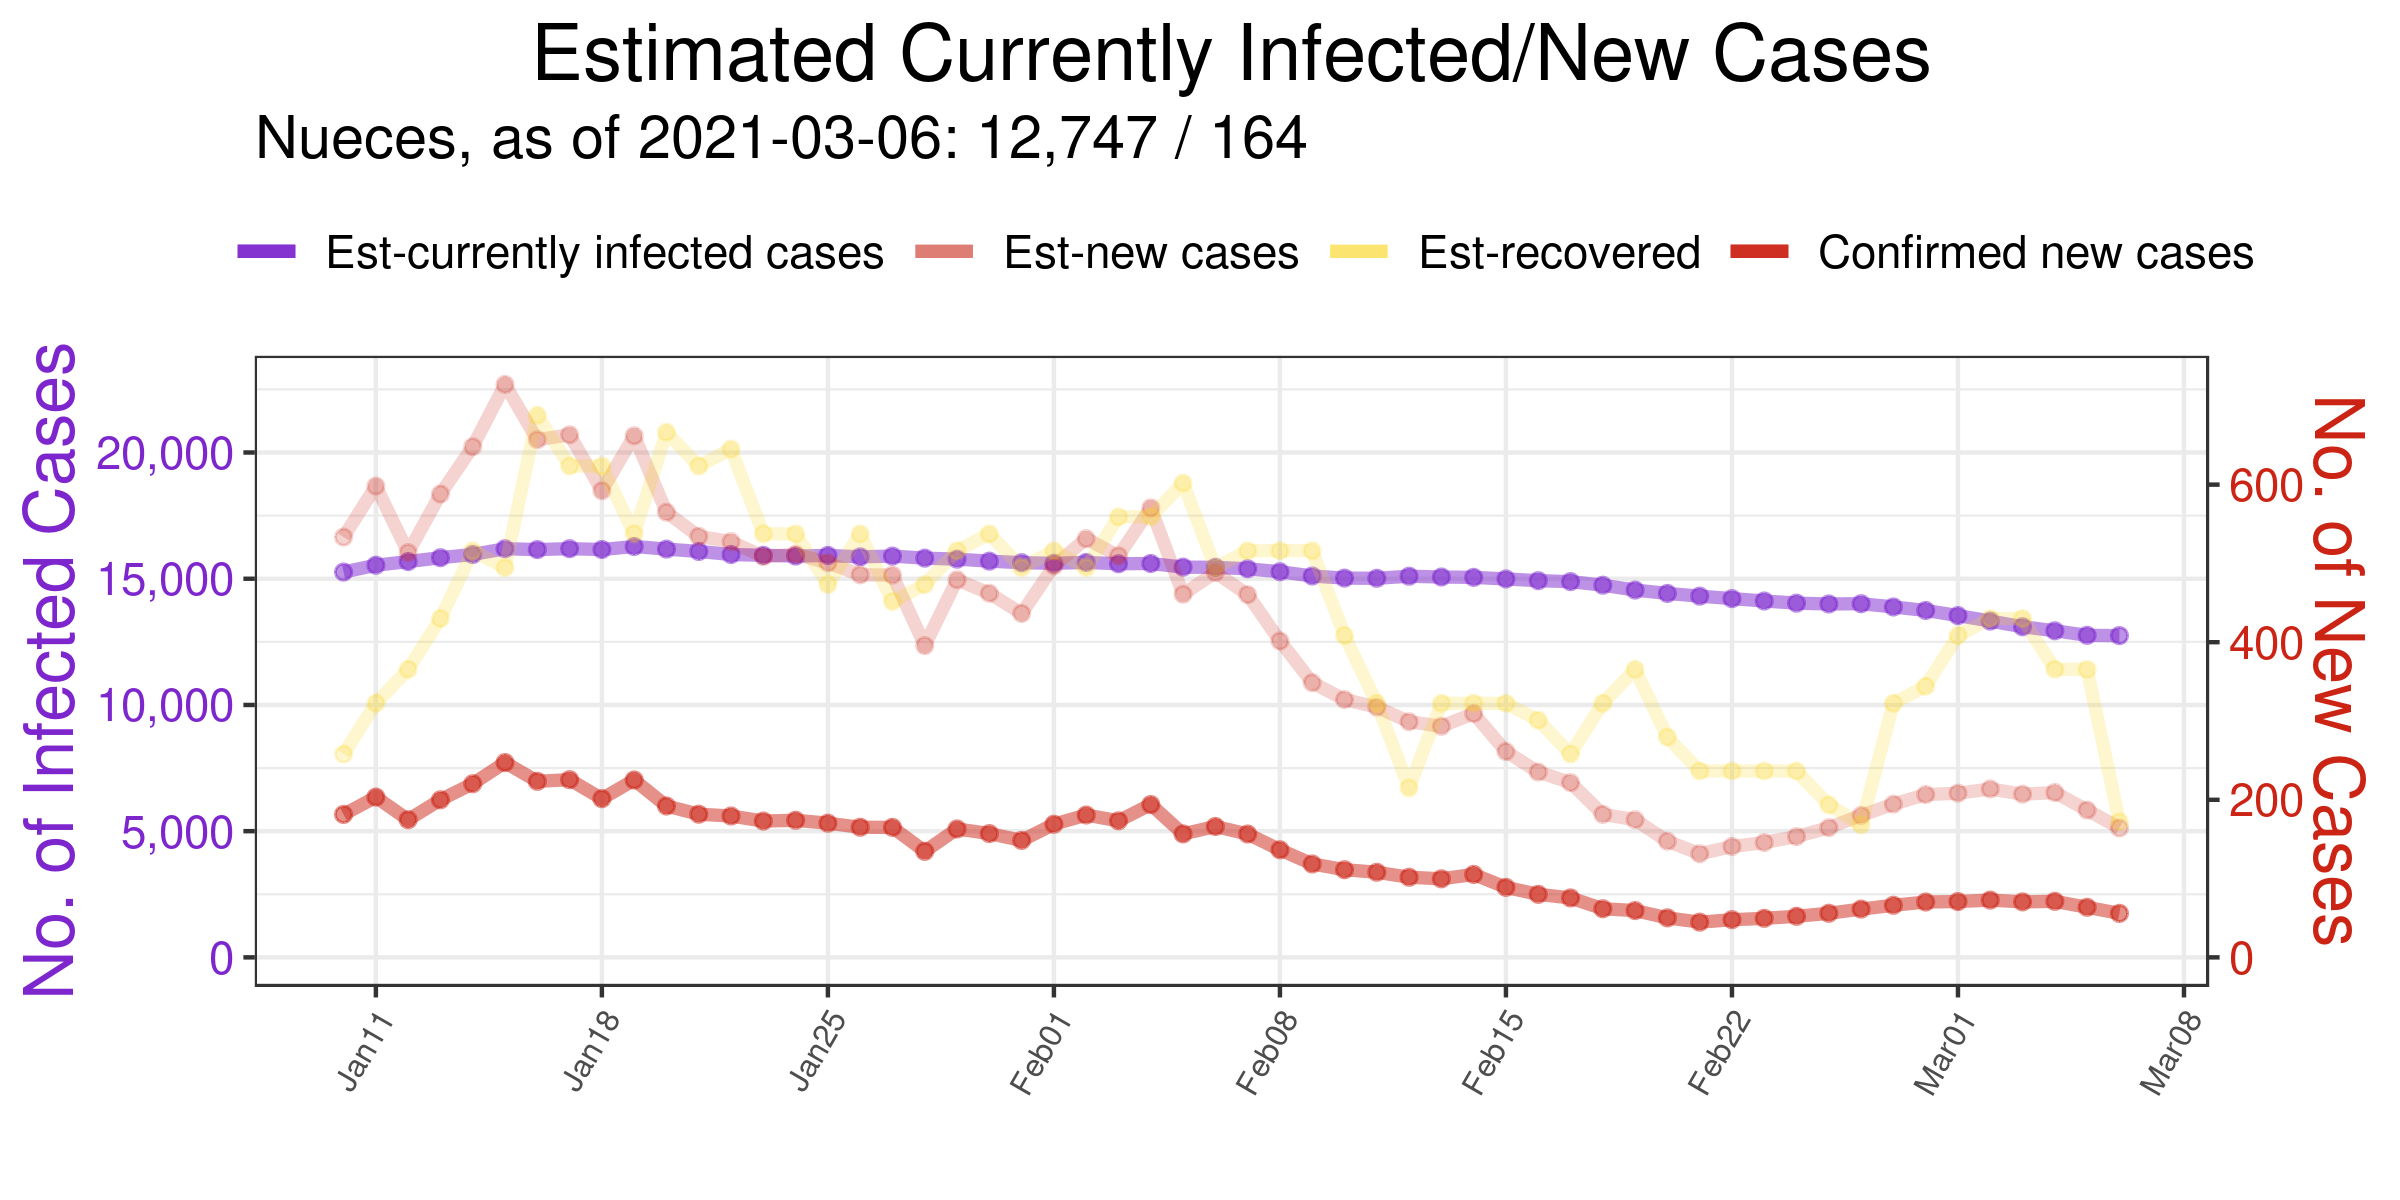 Estimated Currently Infected/New Cases
Nueces, as of 2021-03-06: 12,747 / 164
Est-currently infected cases
Est-new cases
Est-recovered
Confirmed new cases
No. of Infected Cases
20,000
15,000
10,000
5,000
0
No. of New Cases
600
400
200
0
Jan11
Jan18
Jan25
Feb01
Feb08
Feb15
Feb22
Mar01
Mar08